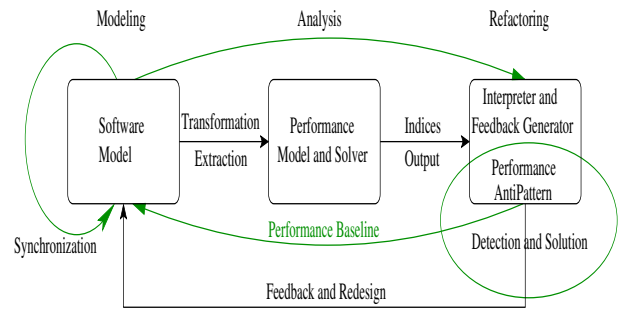 Modeling
Analysis
Refactoring
Software
Model
Transformation
Extraction
Performance
Model and Solver
Indices
Output
Interpreter and
Feedback Generator
Performance
AntiPattern
Synchronization
Performance Baseline
Detection and Solution
Feedback and Redesign